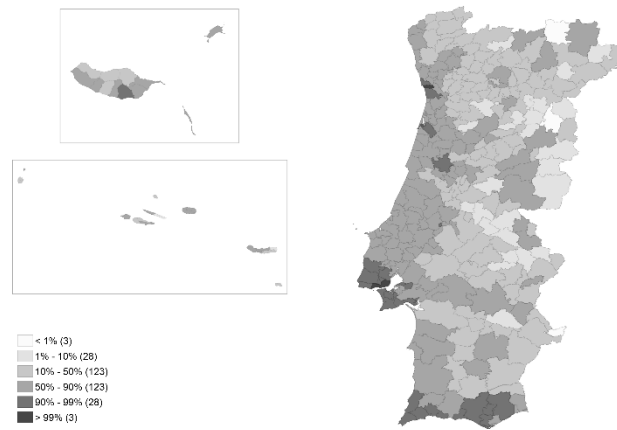 < 1% (3)
1% - 10% (28)
10% - 50% (123)
50% - 90% (123)
90% - 99% (28)
> 99% (3)